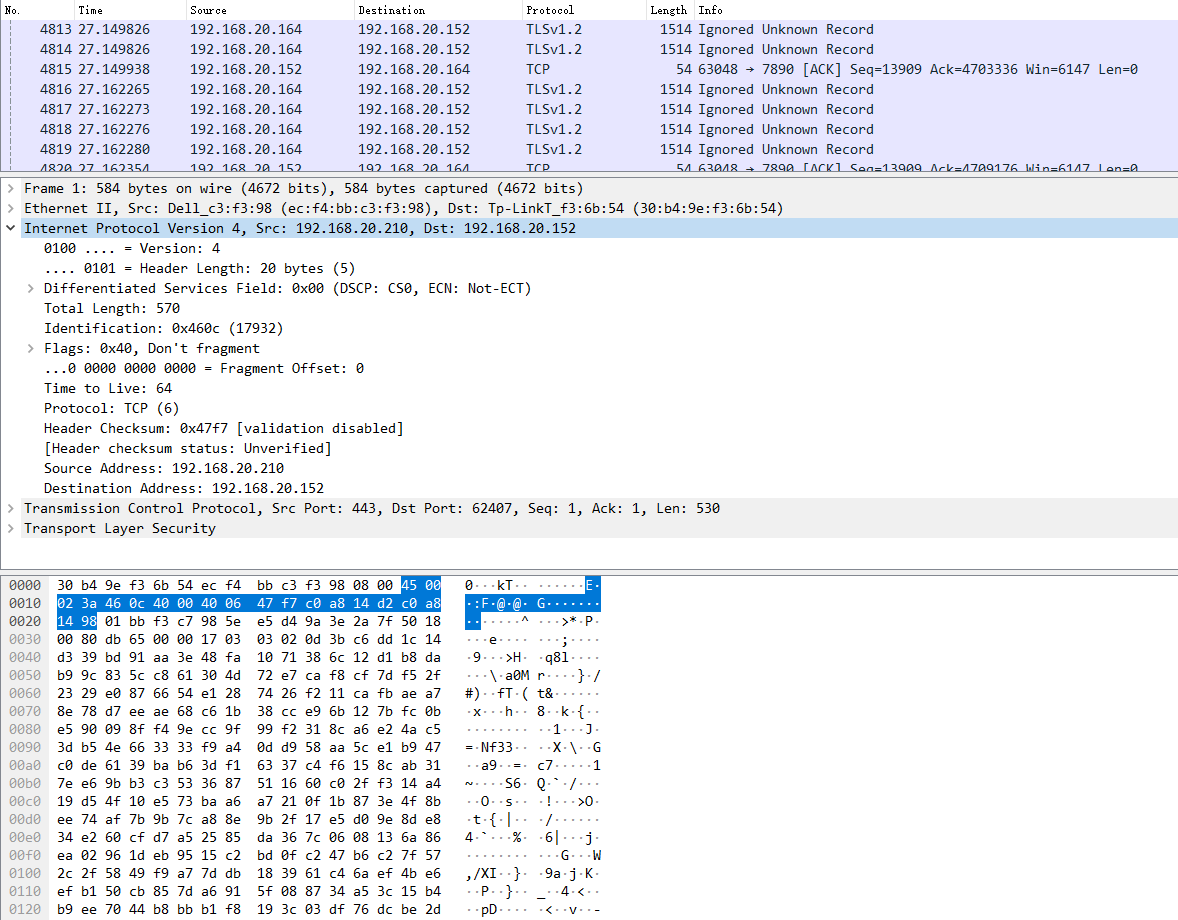 No. Time Source Destination Protocol Length Info
4813 27.149826 192.168.20.164 192.168.20.152 TLSv1.2 1514 Ignored Unknown Record
4814 27.149826 192.168.20.164 192.168.20.152 TLSv1.2 1514 Ignored Unknown Record
4815 27.149938 192.168.20.152 192.168.20.164 TCP 54 63048 → 7890 [ACK] Seq=13909 Ack=4703336 Win=6147 Len=0
4816 27.162265 192.168.20.164 192.168.20.152 TLSv1.2 1514 Ignored Unknown Record
4817 27.162273 192.168.20.164 192.168.20.152 TLSv1.2 1514 Ignored Unknown Record
4818 27.162276 192.168.20.164 192.168.20.152 TLSv1.2 1514 Ignored Unknown Record
4819 27.162280 192.168.20.164 192.168.20.152 TLSv1.2 1514 Ignored Unknown Record
4820 27.162354 192.168.20.152 192.168.20.164 TCP 54 63048 → 7890 [ACK] Seq=13909 Ack=4709176 Win=6147 Len=0
Frame 1: 584 bytes on wire (4672 bits), 584 bytes captured (4672 bits)
Ethernet II, Src: Dell_c3:f3:98 (ec:f4:bb:c3:f3:98), Dst: Tp-LinkT_f3:6b:54 (30:b4:9e:f3:6b:54)
Internet Protocol Version 4, Src: 192.168.20.210, Dst: 192.168.20.152
0100 .... = Version: 4
.... 0101 = Header Length: 20 bytes (5)
Differentiated Services Field: 0x00 (DSCP: CS0, ECN: Not-ECT)
Total Length: 570
Identification: 0x460c (17932)
Flags: 0x40, Don't fragment
...0 0000 0000 0000 = Fragment Offset: 0
Time to Live: 64
Protocol: TCP (6)
Header Checksum: 0x47f7 [validation disabled]
[Header checksum status: Unverified]
Source Address: 192.168.20.210
Destination Address: 192.168.20.152
Transmission Control Protocol, Src Port: 443, Dst Port: 62407, Seq: 1, Ack: 1, Len: 530
Transport Layer Security
0000 30 b4 9e f3 6b 54 ec f4 bb c3 f3 98 08 00 45 00 0···kT·· ······E·
0010 02 3a 46 0c 40 00 40 06 47 f7 c0 a8 14 d2 c0 a8 ·:F·@·@· G·······
0020 14 98 01 bb f3 c7 98 5e e5 d4 9a 3e 2a 7f 50 18 ·······^ ···>*·P·
0030 00 80 db 65 00 00 17 03 03 02 0d 3b c6 dd 1c 14 ···e···· ···;····
0040 d3 39 bd 91 aa 3e 48 fa 10 71 38 6c 12 d1 b8 da ·9···>H· ·q8l····
0050 b9 9c 83 5c c8 61 30 4d 72 e7 ca f8 cf 7d f5 2f ···\·a0M r····}·/
0060 23 29 e0 87 66 54 e1 28 74 26 f2 11 ca fb ae a7 #)··fT·( t&······
0070 8e 78 d7 ee ae 68 c6 1b 38 cc e9 6b 12 7b fc 0b ·x···h·· 8··k·{··
0080 e5 90 09 8f f4 9e cc 9f 99 f2 31 8c a6 e2 4a c5 ········ ··1···J·
0090 3d b5 4e 66 33 33 f9 a4 0d d9 58 aa 5c e1 b9 47 =·Nf33·· ··X·\··G
00a0 c0 de 61 39 ba b6 3d f1 63 37 c4 f6 15 8c ab 31 ··a9··=· c7·····1
00b0 7e e6 9b b3 c3 53 36 87 51 16 60 c0 2f f3 14 a4 ~····S6· Q·`·/···
00c0 19 d5 4f 10 e5 73 ba a6 a7 21 0f 1b 87 3e 4f 8b ··O··s·· ·!···>O·
00d0 ee 74 af 7b 9b 7c a8 8e 9b 2f 17 e5 d0 9e 8d e8 ·t·{·|·· ·/······
00e0 34 e2 60 cf d7 a5 25 85 da 36 7c 06 08 13 6a 86 4·`···%· ·6|···j·
00f0 ea 02 96 1d eb 95 15 c2 bd 0f c2 47 b6 c2 7f 57 ········ ···G···W
0100 2c 2f 58 49 f9 a7 7d db 18 39 61 c4 6a ef 4b e6 ,/XI··}· ·9a·j·K·
0110 ef b1 50 cb 85 7d a6 91 5f 08 87 34 a5 3c 15 b4 ··P··}·· _··4·<··
0120 b9 ee 70 44 b8 bb b1 f8 19 3c 03 df 76 dc be 2d ··pD···· ·<··v··-